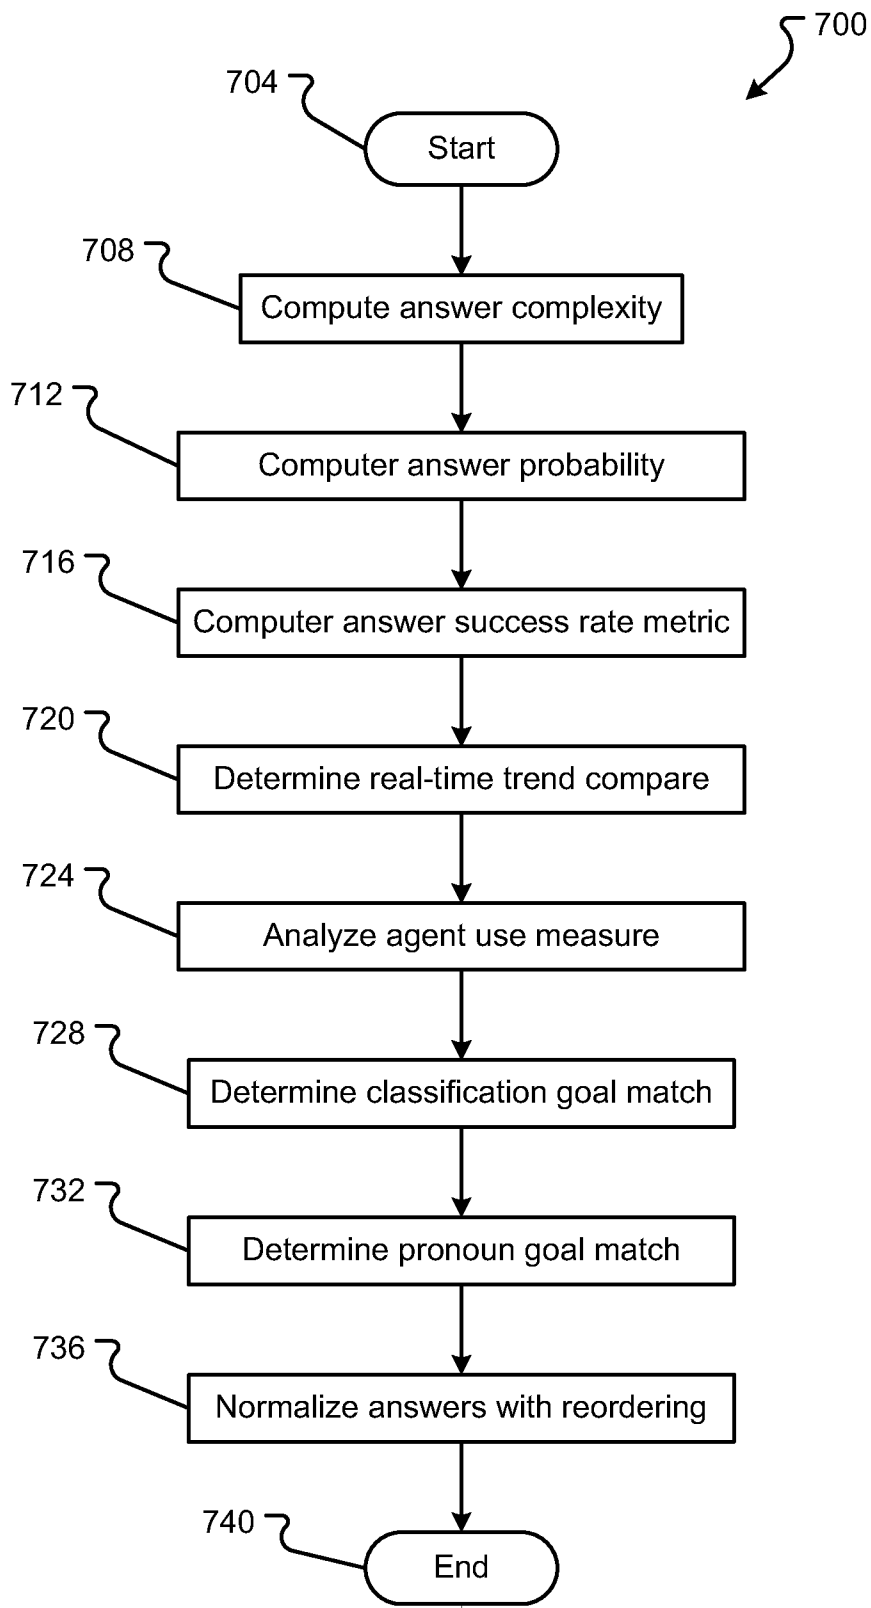 700
704
Start
708
Compute answer complexity
712
Computer answer probability
716
Computer answer success rate metric
720
Determine real-time trend compare
724
Analyze agent use measure
728
Determine classification goal match
732
Determine pronoun goal match
736
Normalize answers with reordering
740
End